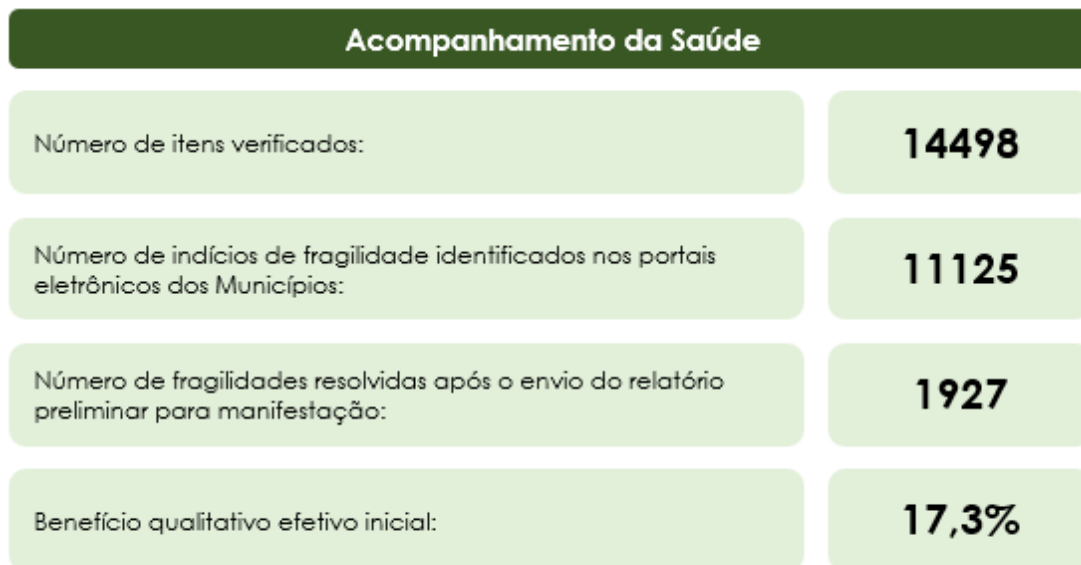 Acompanhamento da Saúde
Número de itens verificados:
14498
Número de indícios de fragilidade identificados nos portais
eletrônicos dos Municípios:
11125
Número de fragilidades resolvidas após o envio do relatório
preliminar para manifestação:
1927
Benefício qualitativo efetivo inicial:
17,3%